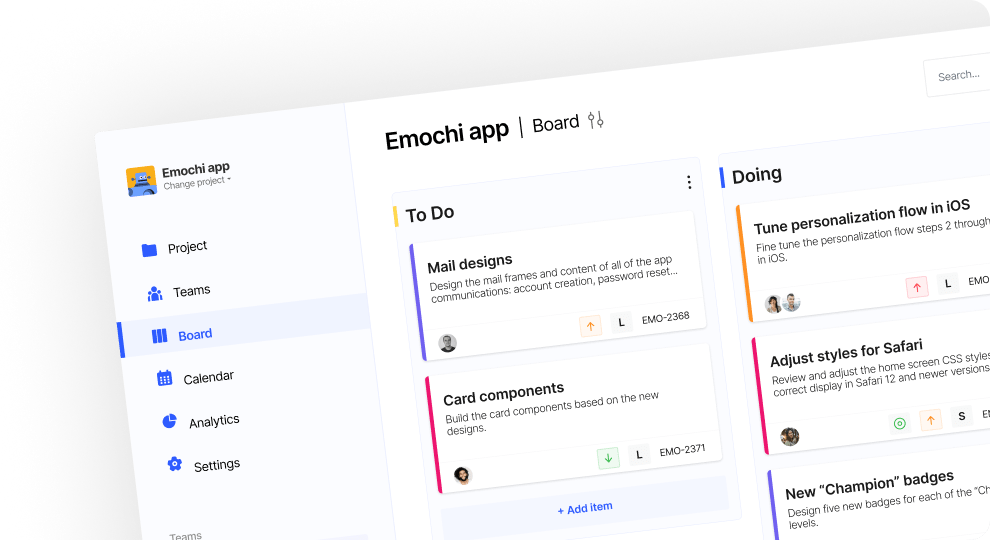 Search...
Emochi app | Board
Emochi app
Change project
Project
Teams
Board
Calendar
Analytics
Settings
Teams
To Do
Mail designs
Design the mail frames and content of all of the app
communications: account creation, password reset...
L EMO-2368
Card components
Build the card components based on the new
designs.
L EMO-2371
+ Add item
Doing
Tune personalization flow in iOS
Fine tune the personalization flow steps 2 through
in iOS.
L EMO
Adjust styles for Safari
Review and adjust the home screen CSS styles
correct display in Safari 12 and newer versions
S
New “Champion” badges
Design five new badges for each of the
levels.